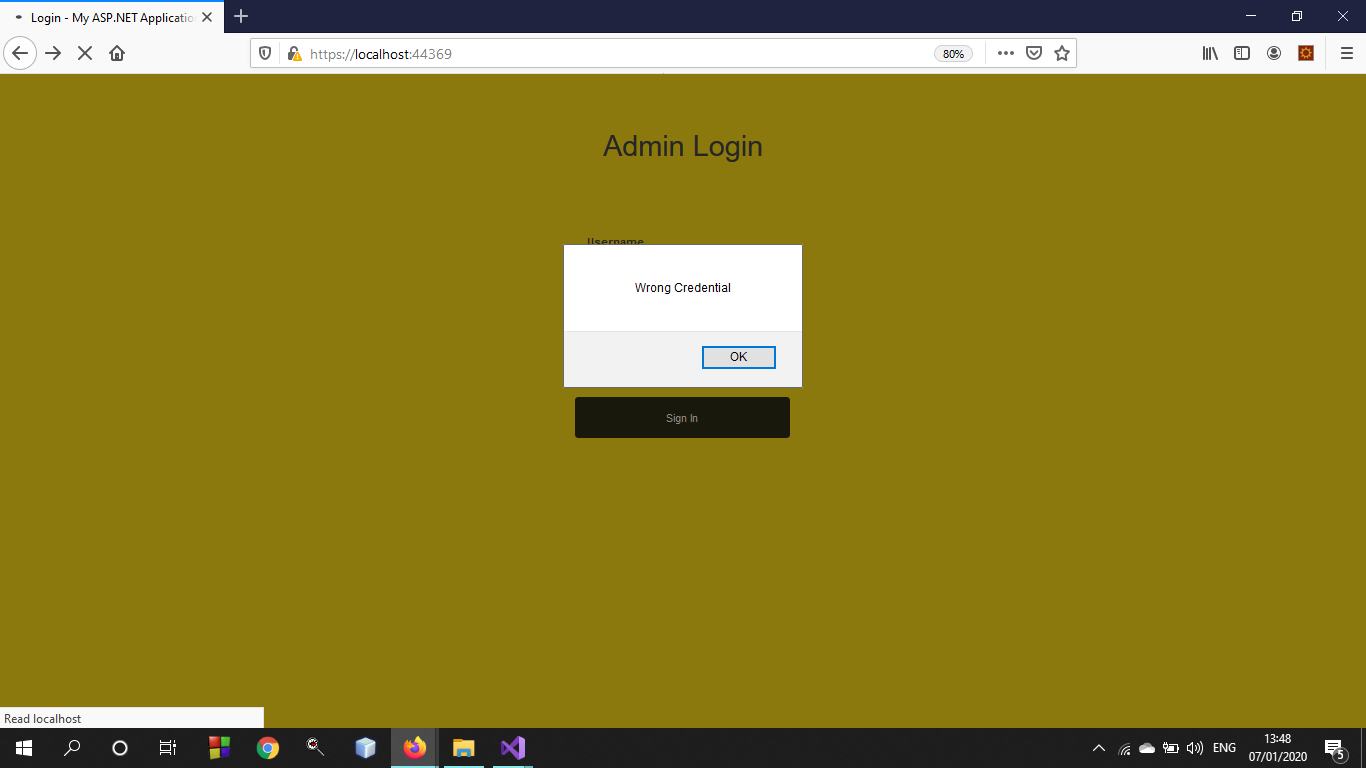 Login - My ASP.NET Applicatio
https://localhost:44369
80%
Admin Login
Username
Wrong Credential
OK
Sign In
Read localhost
ENG
13:48
07/01/2020
5